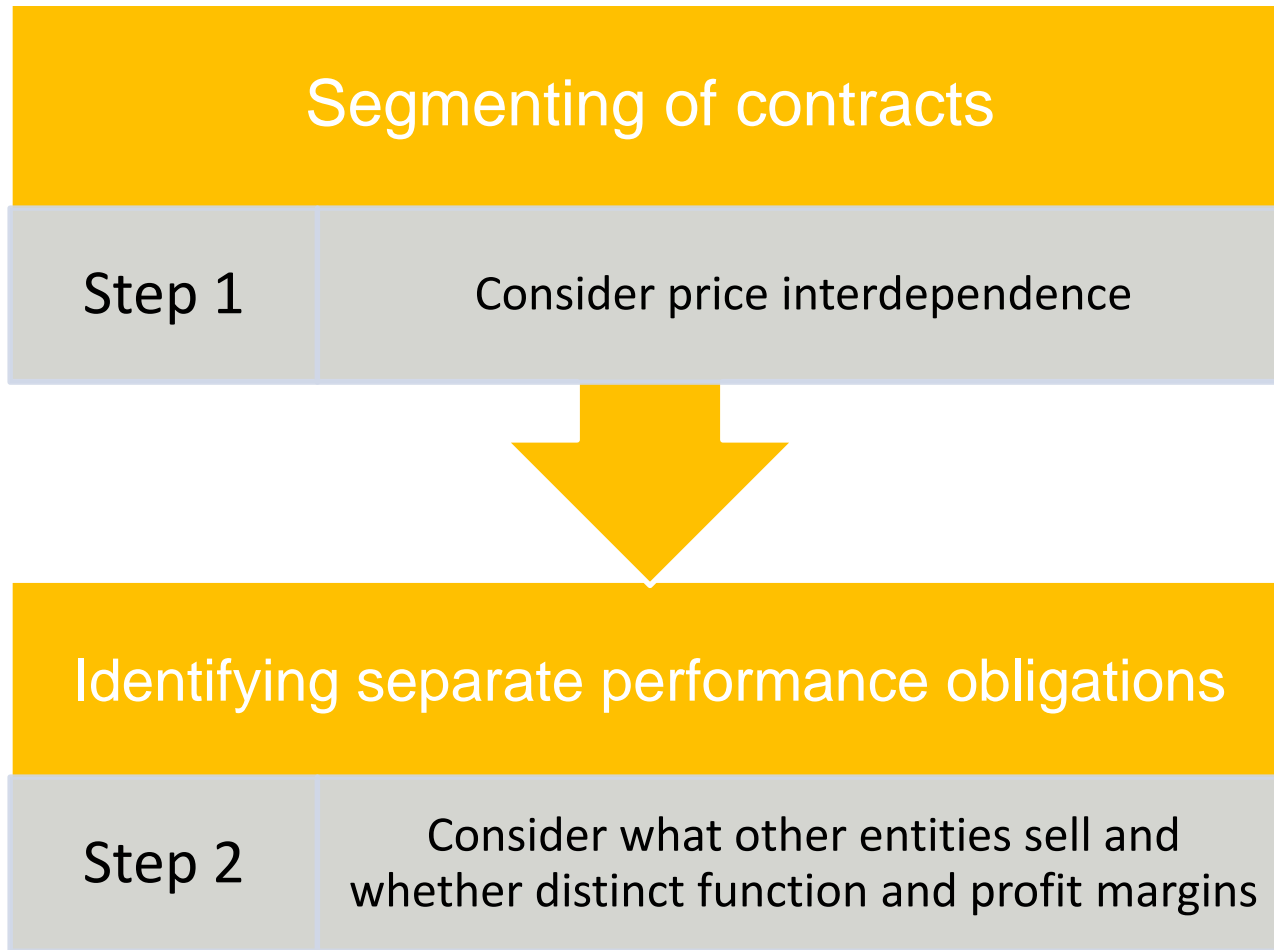 Segmenting of contracts
Step 1
Consider price interdependence
Identifying separate performance obligations
Step 2
Consider what other entities sell and
whether distinct function and profit margins